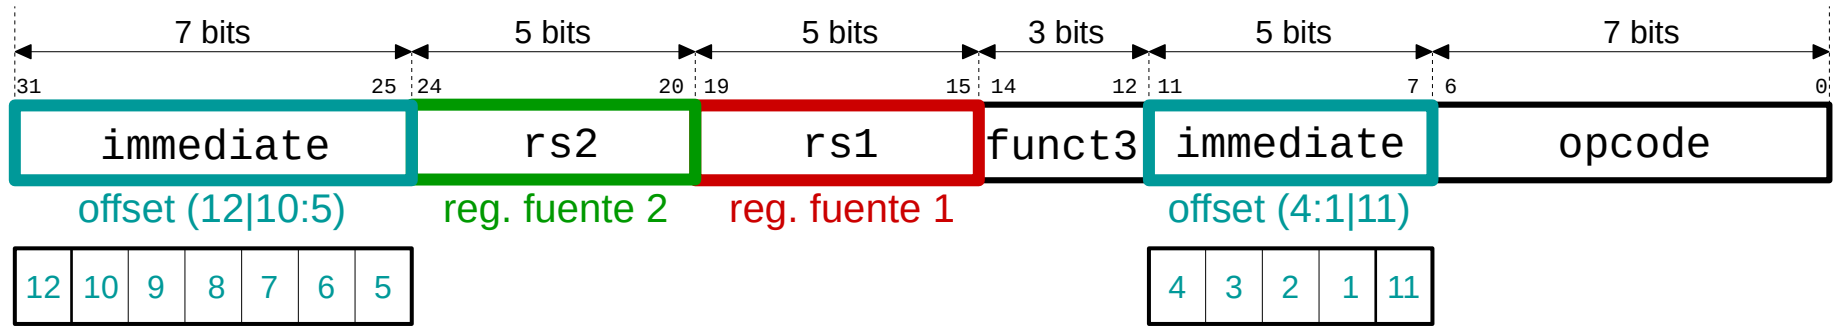 7 bits 5 bits 5 bits 3 bits 5 bits 7 bits
31 25 24 20 19 15 14 12 11 7 6 0
immediate rs2 rs1 funct3 immediate opcode
offset (12|10:5) reg. fuente 2 reg. fuente 1 offset (4:1|11)
12 10 9 8 7 6 5 4 3 2 1 11